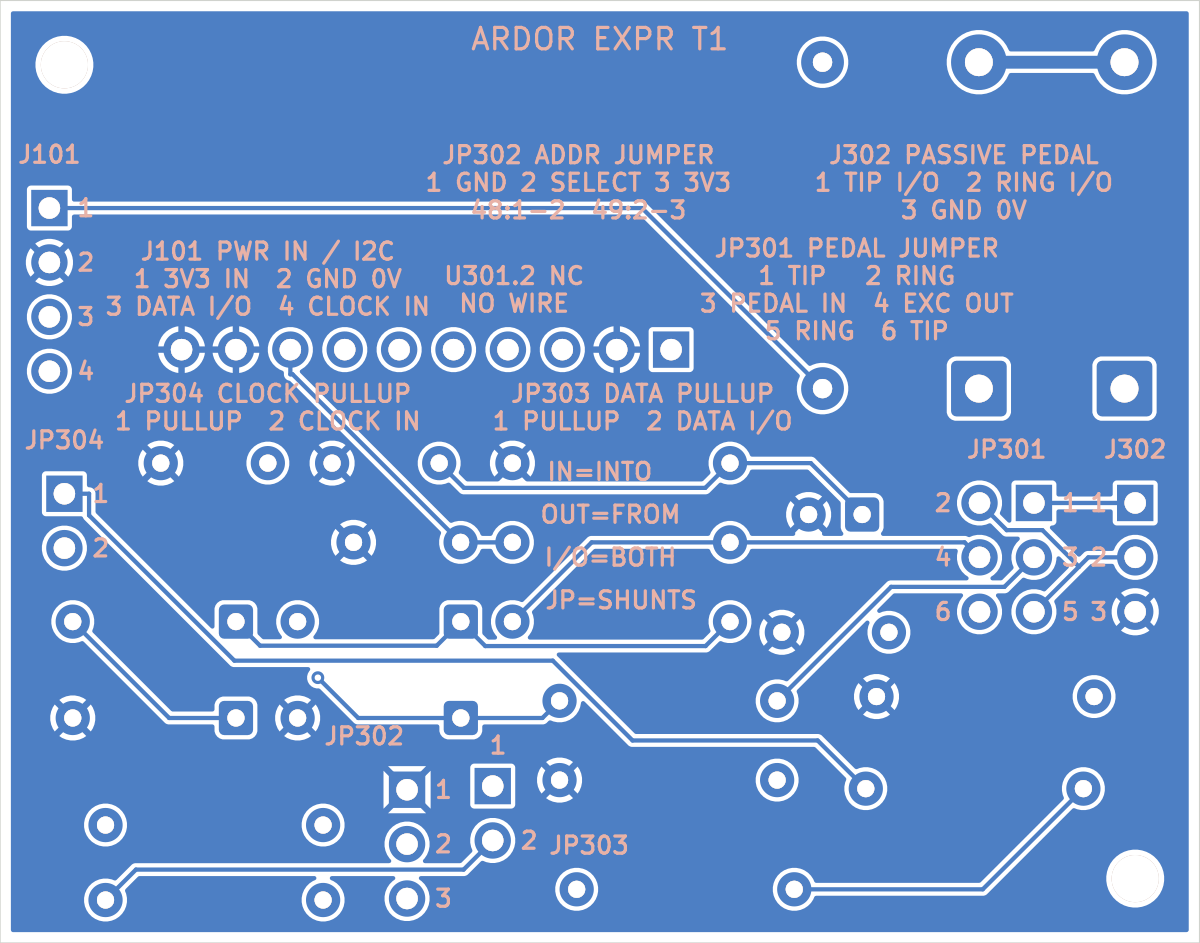 ARDOR EXPR T1
J101
JP302 ADDR JUMPER
1 GND 2 SELECT 3 3V3
48:1-2 49:2-3
J302 PASSIVE PEDAL
1 TIP I/O 2 RING I/O
3 GND 0V
1
2
3
4
J101 PWR IN / I2C
1 3V3 IN 2 GND 0V
3 DATA I/O 4 CLOCK IN
U301.2 NC
NO WIRE
JP301 PEDAL JUMPER
1 TIP 2 RING
3 PEDAL IN 4 EXC OUT
5 RING 6 TIP
JP304 CLOCK PULLUP
1 PULLUP 2 CLOCK IN
JP303 DATA PULLUP
1 PULLUP 2 DATA I/O
JP304
1
2
IN=INTO
OUT=FROM
I/O=BOTH
JP=SHUNTS
JP301
J302
2 1 1
4 3 2
6 5 3
JP302
1
2
3
1
2
JP303